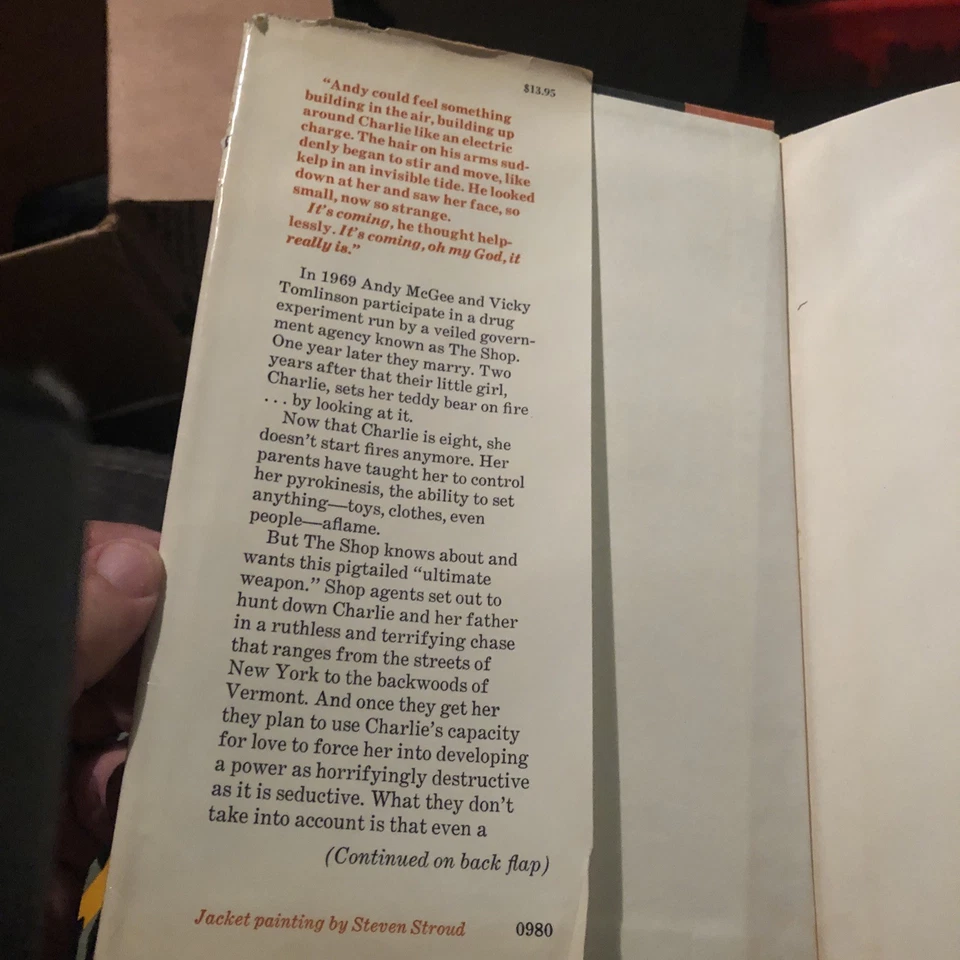 $13.95
“Andy could feel something
building in the air, building up
around Charlie like an electric
charge. The hair on his arms sud-
denly began to stir and move, like
kelp in an invisible tide. He looked
down at her and saw her face, so
small, now so strange.
It’s coming, he thought help-
lessly. It’s coming, oh my God, it
really is.”
In 1969 Andy McGee and Vicky
Tomlinson participate in a drug
experiment run by a veiled govern-
ment agency known as The Shop.
One year later they marry. Two
years after that their little girl,
Charlie, sets her teddy bear on fire
. . . by looking at it.
Now that Charlie is eight, she
doesn’t start fires anymore. Her
parents have taught her to control
her pyrokinesis, the ability to set
anything—toys, clothes, even
people—aflame.
But The Shop knows about and
wants this pigtailed “ultimate
weapon.” Shop agents set out to
hunt down Charlie and her father
in a ruthless and terrifying chase
that ranges from the streets of
New York to the backwoods of
Vermont. And once they get her
they plan to use Charlie’s capacity
for love to force her into developing
a power as horrifyingly destructive
as it is seductive. What they don’t
take into account is that even a
(Continued on back flap)
Jacket painting by Steven Stroud 0980